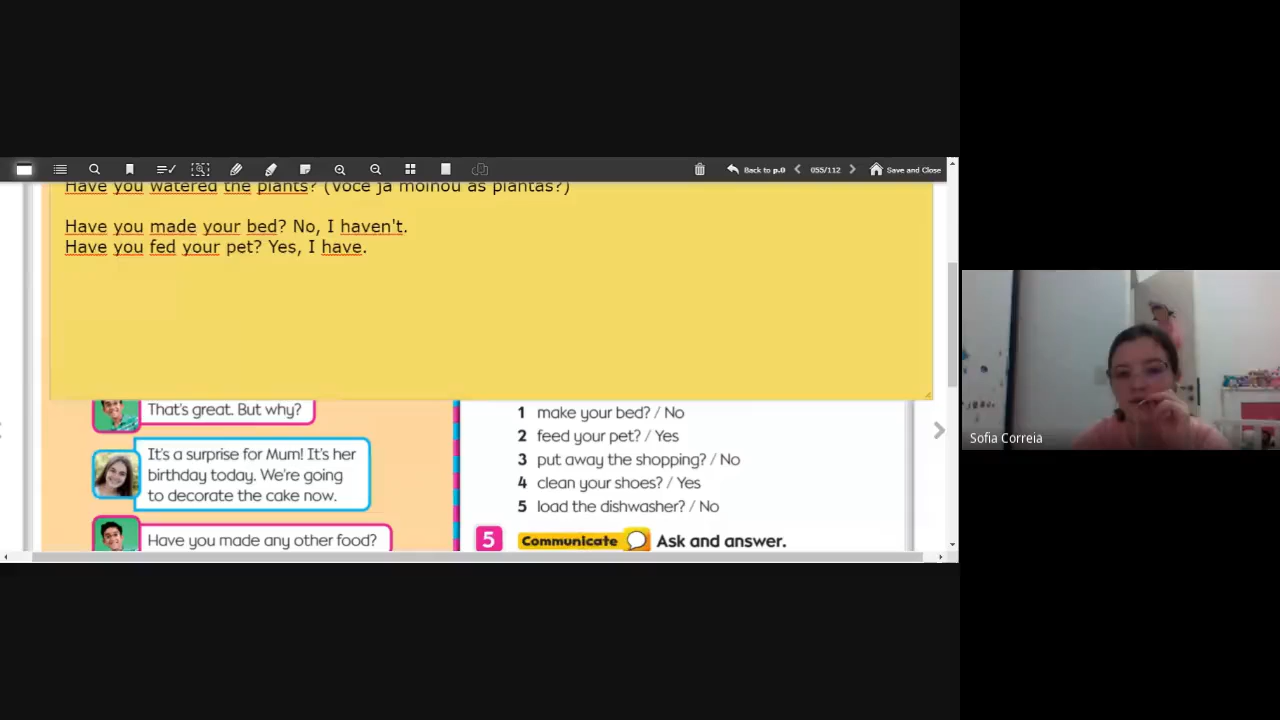 Back to p.0
055/112
Save and Close
Have you watered the plants? (Você já molhou as plantas?)
Have you made your bed? No, I haven't.
Have you fed your pet? Yes, I have.
That's great. But why?
It's a surprise for Mum! It's her
birthday today. We're going
to decorate the cake now.
Have you made any other food?
1 make your bed? / No
2 feed your pet? / Yes
3 put away the shopping? / No
4 clean your shoes? / Yes
5 load the dishwasher? / No
5 Communicate Ask and answer.
Sofia Correia